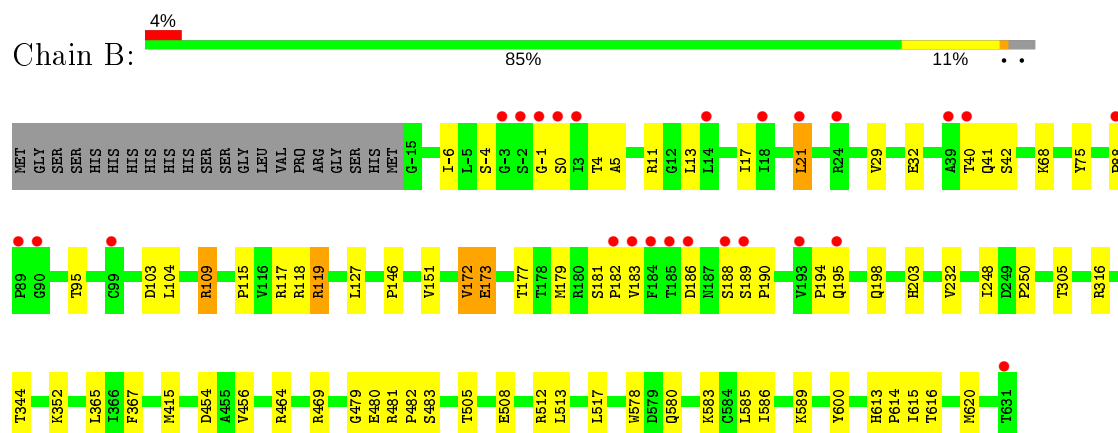 4%
Chain B:
85% 11% • •
MET GLY SER SER HIS HIS HIS HIS HIS HIS SER SER GLY LEU VAL PRO ARG GLY SER HIS MET G-15 I-6 L-5 S-4 G-3 S-2 G-1 S0 I3 T4 A5 R11 G12 L13 L14 I17 I18 L21 R24 V29 E32 A39 T40 Q41 S42 K68 Y75 P88
P89 G90 T95 C99 D103 L104 R109 P115 V116 R117 R118 R119 L127 P146 V151 V172 E173 T177 T178 M179 R180 S181 P182 V183 F184 T185 D186 N187 S188 S189 P190 V193 P194 Q195 Q198 H203 V232 I248 D249 P250 T305 R316
T344 K352 L365 I366 F367 M415 D454 A455 V456 R464 R469 G479 E480 R481 P482 S483 T505 E508 R512 L513 L517 W578 D579 Q580 K583 C584 L585 I586 K589 Y600 H613 P614 I615 T616 M620 T631